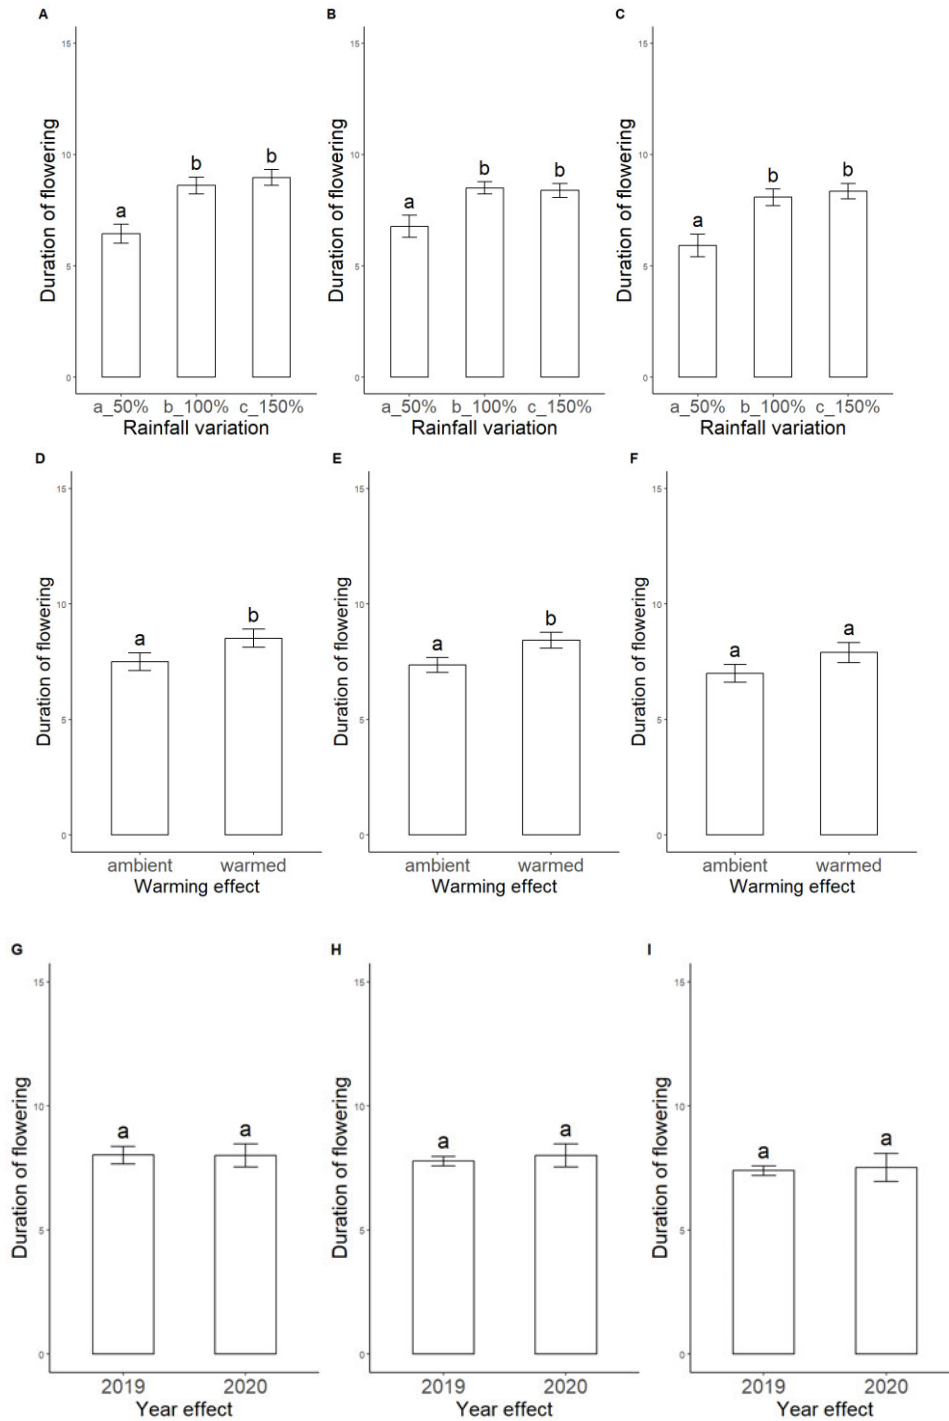 A
15
10
5
0
Duration of flowering
a
b
b
a_50% b_100% c_150%
Rainfall variation
B
15
10
5
0
Duration of flowering
a
b
b
a_50% b_100% c_150%
Rainfall variation
C
15
10
5
0
Duration of flowering
a
b
b
a_50% b_100% c_150%
Rainfall variation
D
15
10
5
0
Duration of flowering
a
b
ambient warmed
Warming effect
E
15
10
5
0
Duration of flowering
a
b
ambient warmed
Warming effect
F
15
10
5
0
Duration of flowering
a
a
ambient warmed
Warming effect
G
15
10
5
0
Duration of flowering
a
a
2019 2020
Year effect
H
15
10
5
0
Duration of flowering
a
a
2019 2020
Year effect
I
15
10
5
0
Duration of flowering
a
a
2019 2020
Year effect